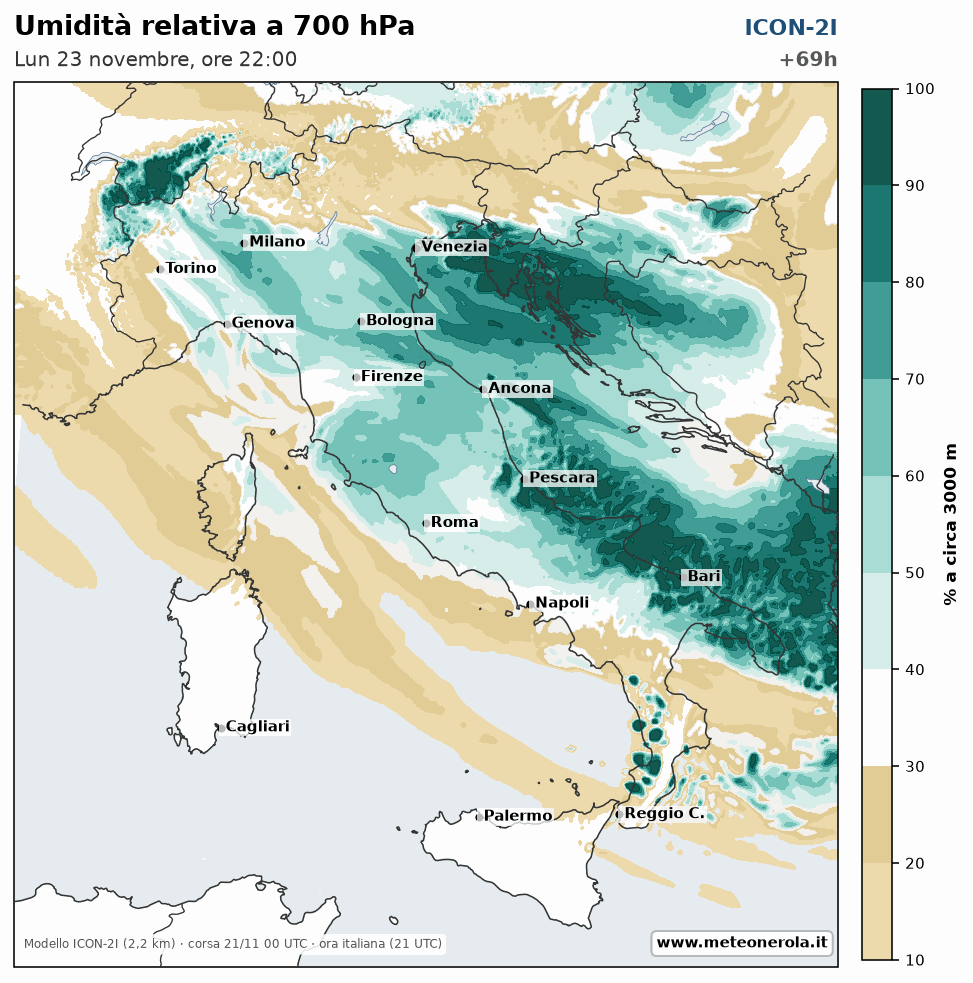 Umidità relativa a 700 hPa
ICON-2I
Lun 23 novembre, ore 22:00
+69h
Milano
Venezia
Torino
Genova
Bologna
Firenze
Ancona
Pescara
Roma
Bari
Napoli
Cagliari
Palermo
Reggio C.
100
90
80
70
60
50
40
30
20
10
% a circa 3000 m
Modello ICON-2I (2,2 km) · corsa 21/11 00 UTC · ora italiana (21 UTC)
www.meteonerola.it